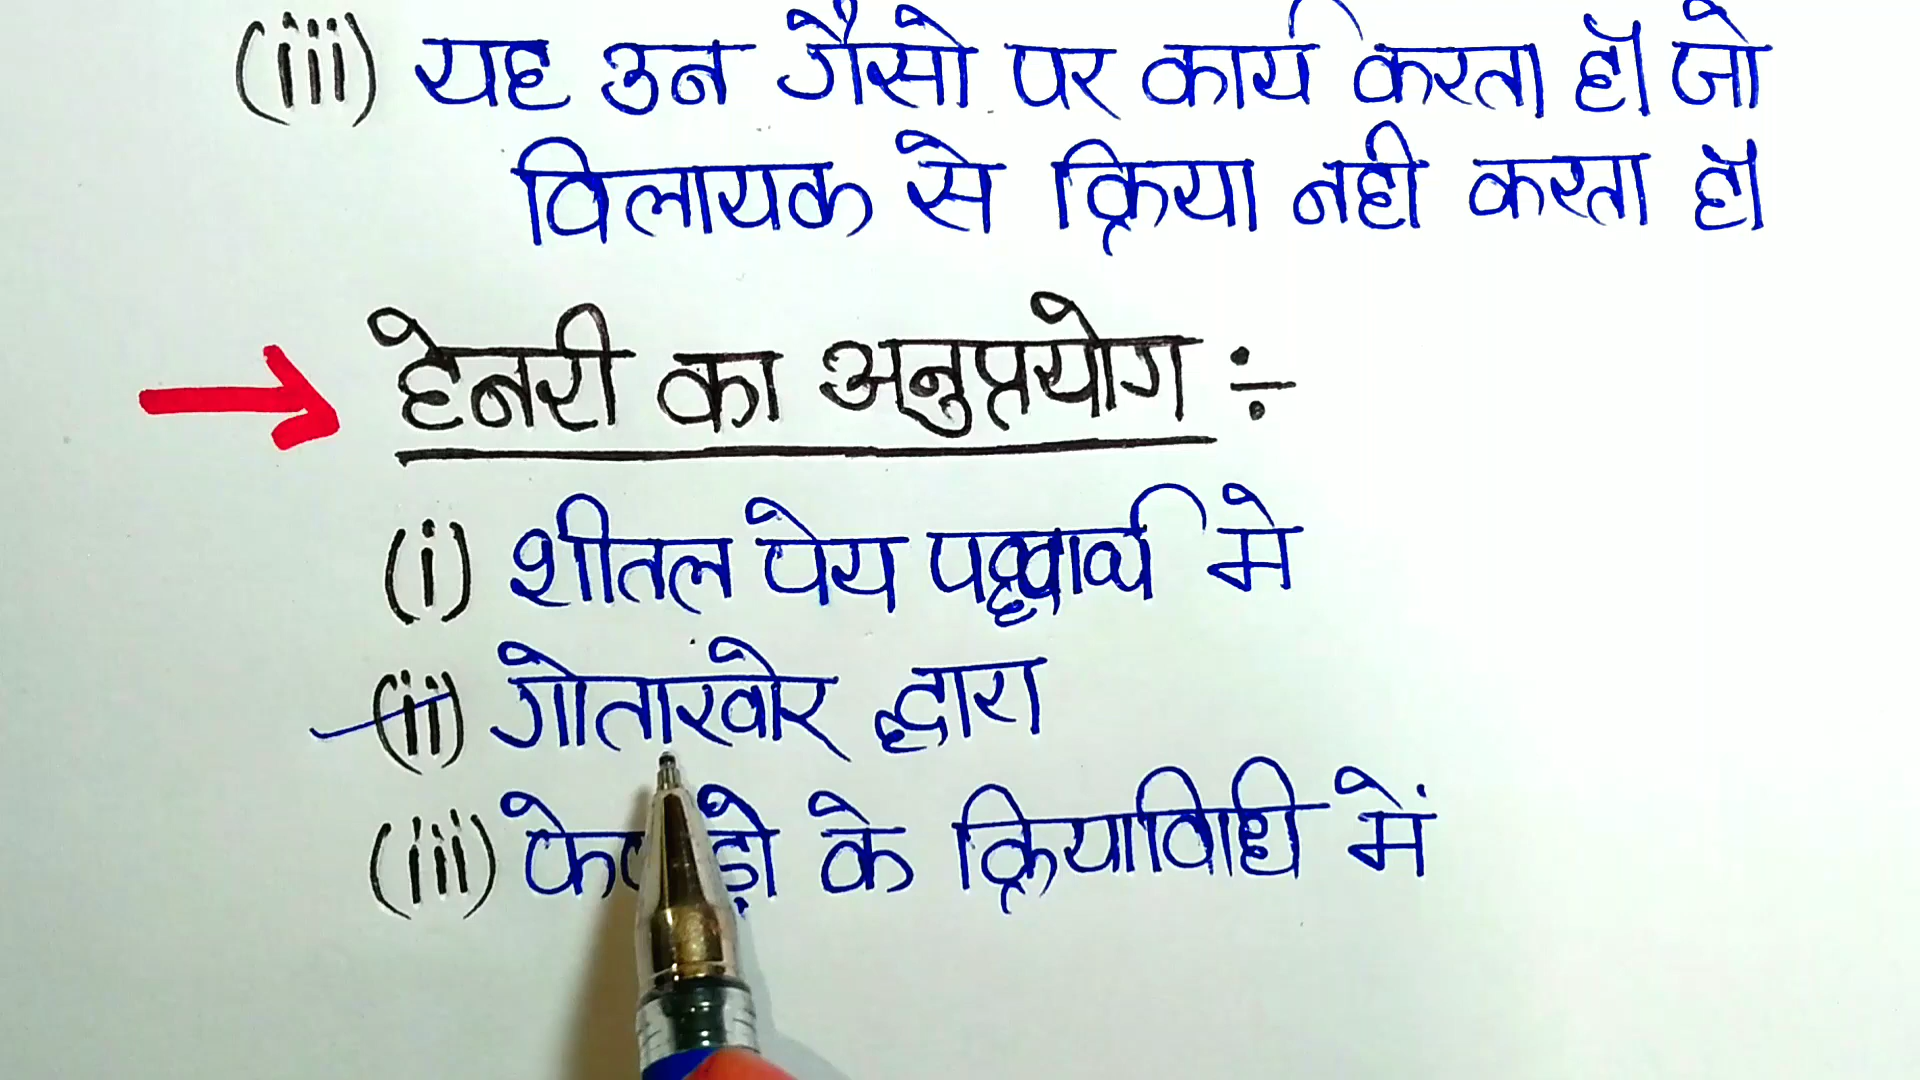 (iii) यह उन गैसो पर कार्य करता हो जो
विलायक से क्रिया नही करता हो
हेनरी का अनुप्रयोग ÷
(i) शीतल पेय पदार्थ मे
(ii) गोताखोर द्वारा
(iii) के क्रियाविधि में